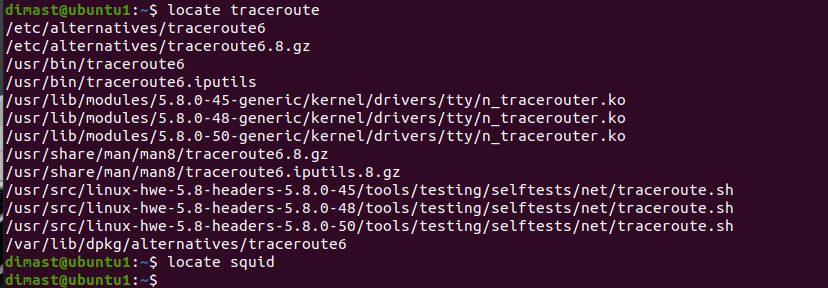 dimast@ubuntu1:~$ locate traceroute
/etc/alternatives/traceroute6
/etc/alternatives/traceroute6.8.gz
/usr/bin/traceroute6
/usr/bin/traceroute6.iputils
/usr/lib/modules/5.8.0-45-generic/kernel/drivers/tty/n_tracerouter.ko
/usr/lib/modules/5.8.0-48-generic/kernel/drivers/tty/n_tracerouter.ko
/usr/lib/modules/5.8.0-50-generic/kernel/drivers/tty/n_tracerouter.ko
/usr/share/man/man8/traceroute6.8.gz
/usr/share/man/man8/traceroute6.iputils.8.gz
/usr/src/linux-hwe-5.8-headers-5.8.0-45/tools/testing/selftests/net/traceroute.sh
/usr/src/linux-hwe-5.8-headers-5.8.0-48/tools/testing/selftests/net/traceroute.sh
/usr/src/linux-hwe-5.8-headers-5.8.0-50/tools/testing/selftests/net/traceroute.sh
/var/lib/dpkg/alternatives/traceroute6
dimast@ubuntu1:~$ locate squid
dimast@ubuntu1:~$